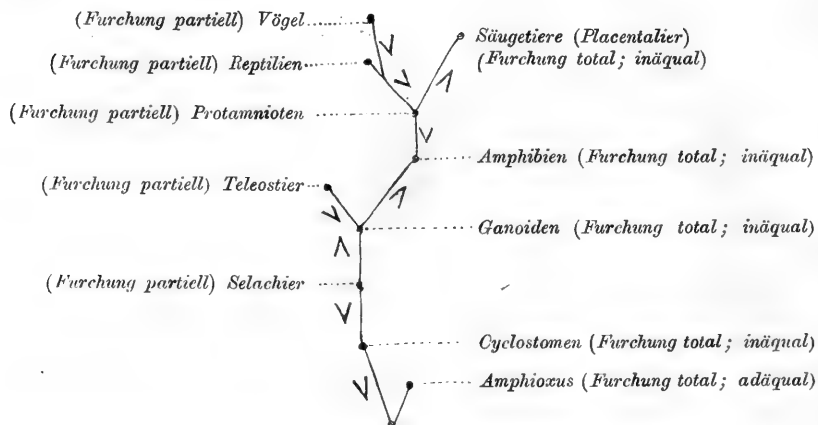 (Furchung partiell) Vögel
Säugetiere (Placentalier)
(Furchung total; inäqual)
(Furchung partiell) Reptilien
(Furchung partiell) Protamnioten
Amphibien (Furchung total; inäqual)
(Furchung partiell) Teleostier
Ganoiden (Furchung total; inäqual)
(Furchung partiell) Selachier
Cyclostomen (Furchung total; inäqual)
Amphioxus (Furchung total; adäqual)